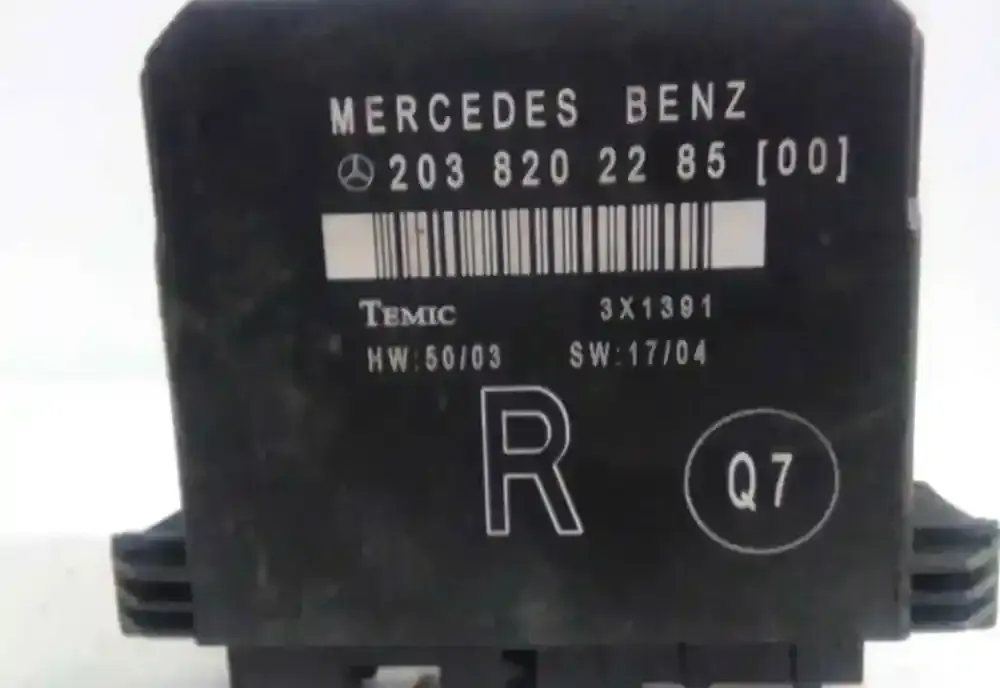 MERCEDES BENZ
203 820 22 85 [00]
TEMIC 3X1391
HW:50/03 SW:17/04
R
Q7